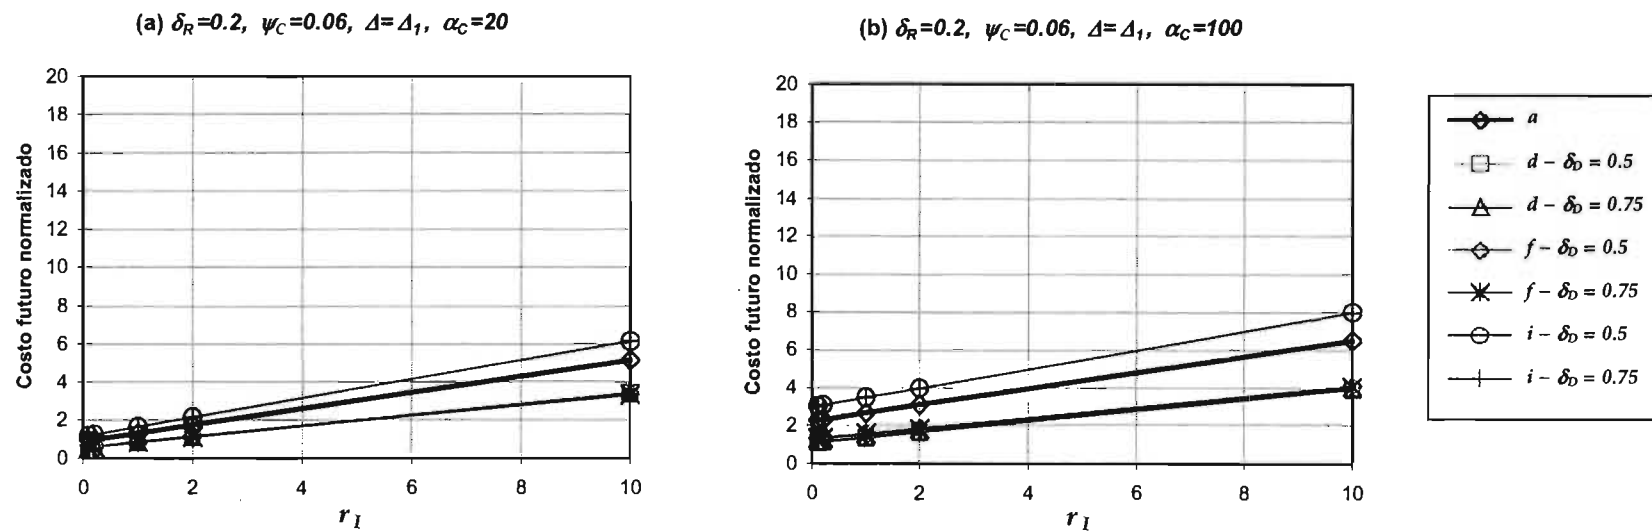 (a) δR=0.2, ψC=0.06, Δ=Δ1, αC=20
Costo futuro normalizado
20
18
16
14
12
10
8
6
4
2
0
0 2 4 6 8 10
rI
(b) δR=0.2, ψC=0.06, Δ=Δ1, αC=100
Costo futuro normalizado
20
18
16
14
12
10
8
6
4
2
0
0 2 4 6 8 10
rI
a
d – δD = 0.5
d – δD = 0.75
f – δD = 0.5
f – δD = 0.75
i – δD = 0.5
i – δD = 0.75